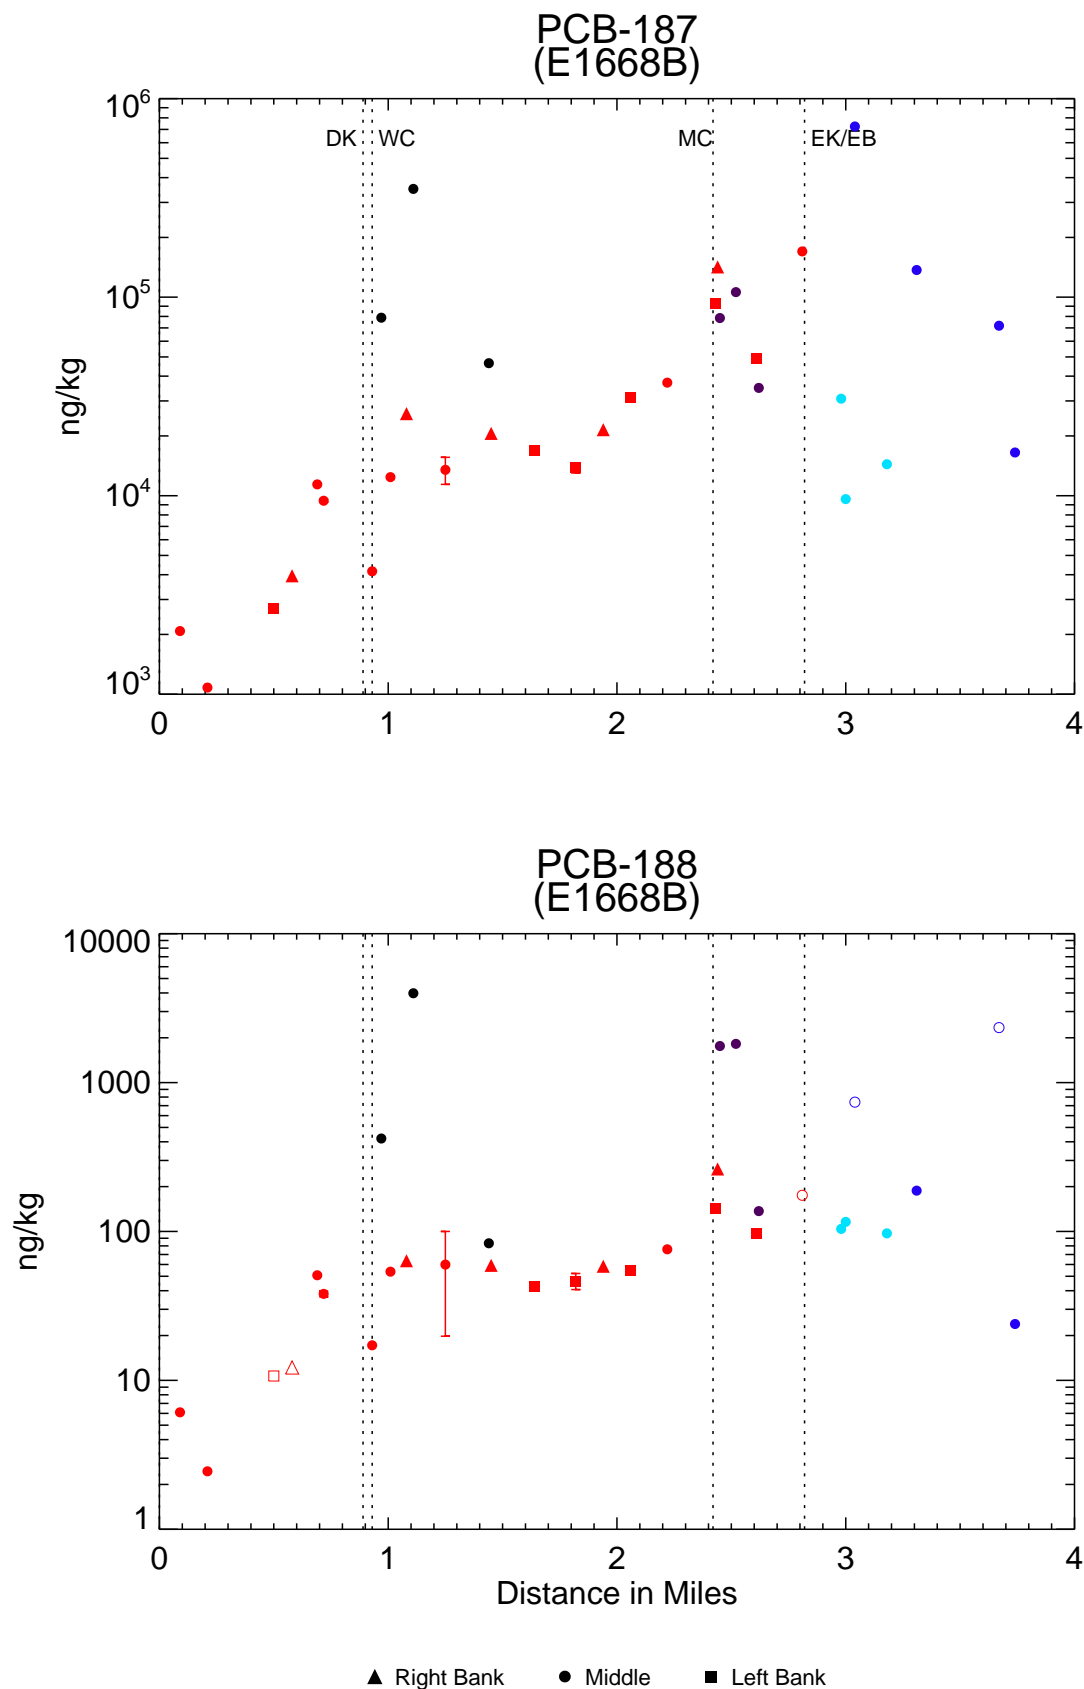 PCB-187
(E1668B)
10^6
DK WC MC EK/EB
10^5
ng/kg
10^4
10^3
0 1 2 3 4
PCB-188
(E1668B)
10000
1000
ng/kg
100
10
1
0 1 2 3 4
Distance in Miles
Right Bank Middle Left Bank